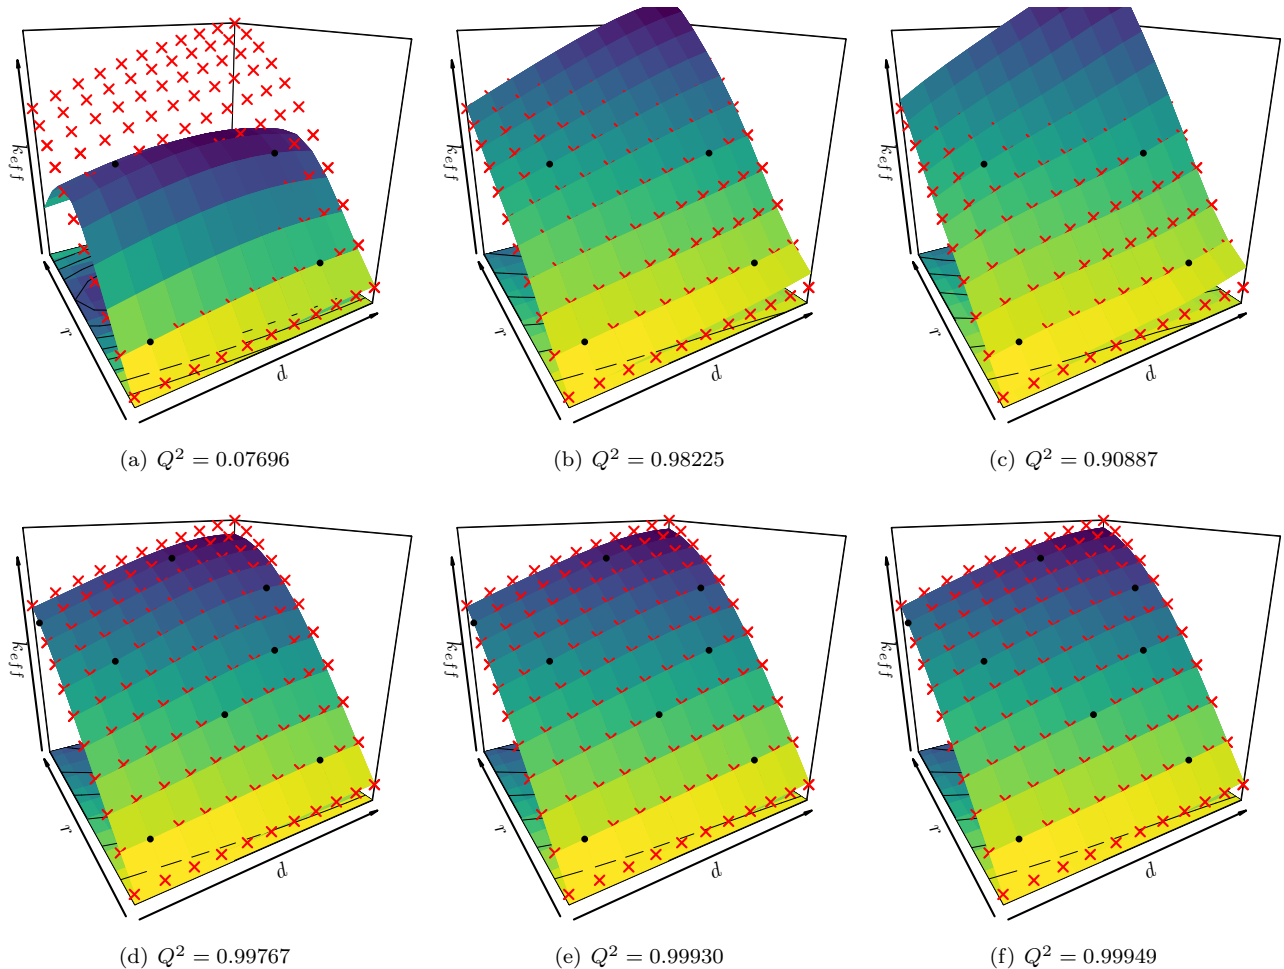 k_eff
r
d
k_eff
r
d
k_eff
r
d
(a) Q² = 0.07696
(b) Q² = 0.98225
(c) Q² = 0.90887
k_eff
r
d
k_eff
r
d
k_eff
r
d
(d) Q² = 0.99767
(e) Q² = 0.99930
(f) Q² = 0.99949